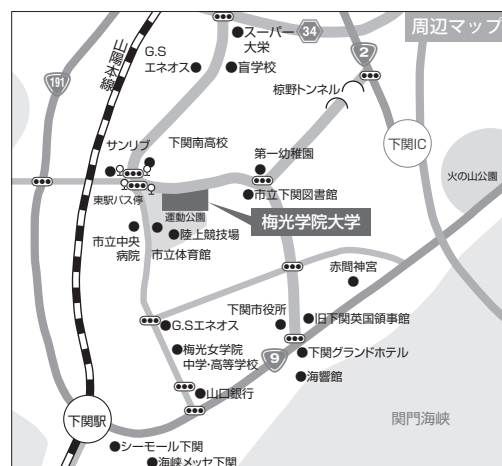 周辺マップ
スーパー
大栄
34
G.S
エネオス
盲学校
2
山陽本線
191
椋野トンネル
下関IC
サンリブ
下関南高校
第一幼稚園
火の山公園
東駅バス停
運動公園
市立下関図書館
梅光学院大学
市立中央
病院
陸上競技場
市立体育館
赤間神宮
下関市役所
旧下関英国領事館
G.Sエネオス
梅光女学院
中学・高等学校
9
下関グランドホテル
海響館
山口銀行
関門海峡
下関駅
シーモール下関
海峡メッセ下関